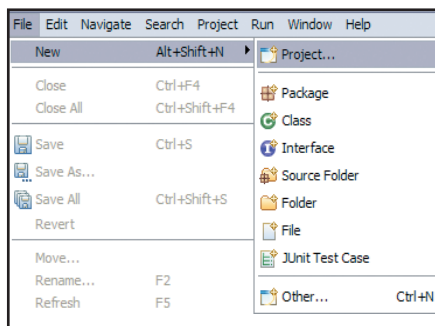 File Edit Navigate Search Project Run Window Help
New Alt+Shift+N
Project...
Close Ctrl+F4
Close All Ctrl+Shift+F4
Save Ctrl+S
Save As...
Save All Ctrl+Shift+S
Revert
Move...
Rename... F2
Refresh F5
Package
Class
Interface
Source Folder
Folder
File
JUnit Test Case
Other... Ctrl+N